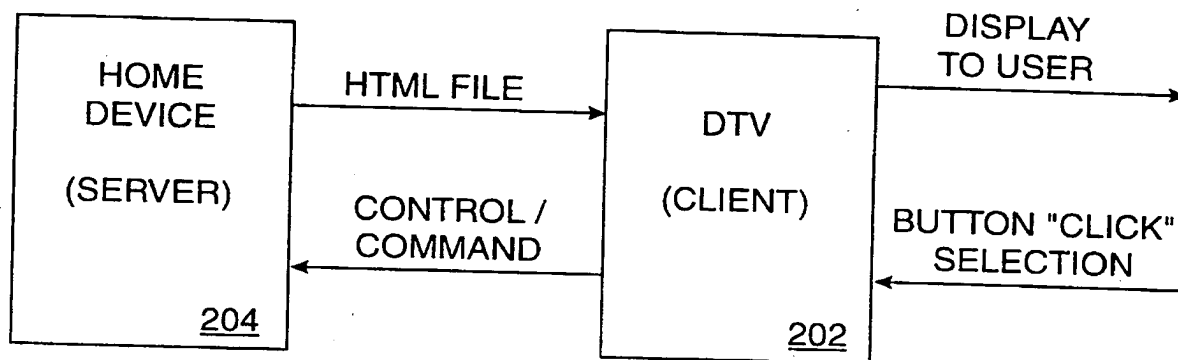 HOME
DEVICE
(SERVER)
204
HTML FILE
CONTROL /
COMMAND
DTV
(CLIENT)
202
DISPLAY
TO USER
BUTTON "CLICK"
SELECTION